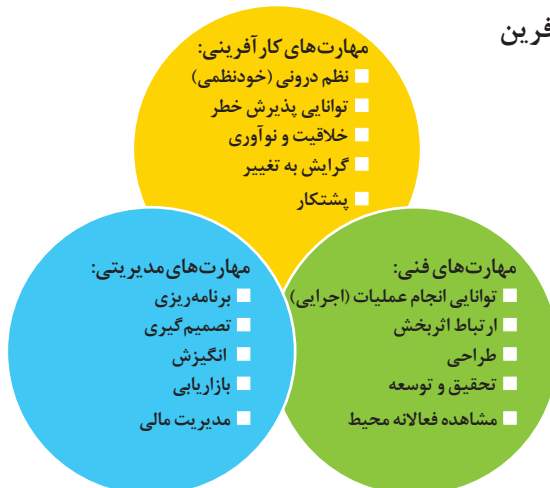 فرین
مهارت‌های کارآفرینی:
نظم درونی (خودنظمی)
توانایی پذیرش خطر
خلاقیت و نوآوری
گرایش به تغییر
پشتکار
مهارت‌های فنی:
توانایی انجام عملیات (اجرایی)
ارتباط اثربخش
طراحی
تحقیق و توسعه
مشاهده فعالانه محیط
مهارت‌های مدیریتی:
برنامه‌ریزی
تصمیم‌گیری
انگیزش
بازاریابی
مدیریت مالی